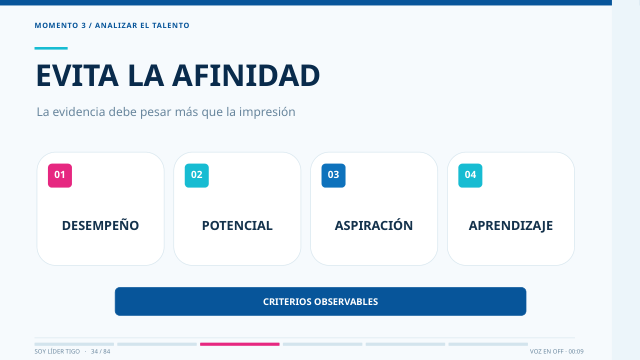 MOMENTO 3 / ANALIZAR EL TALENTO
EVITA LA AFINIDAD
La evidencia debe pesar más que la impresión
01
DESEMPEÑO
02
POTENCIAL
03
ASPIRACIÓN
04
APRENDIZAJE
CRITERIOS OBSERVABLES
SOY LÍDER TIGO · 34 / 84
VOZ EN OFF · 00:09